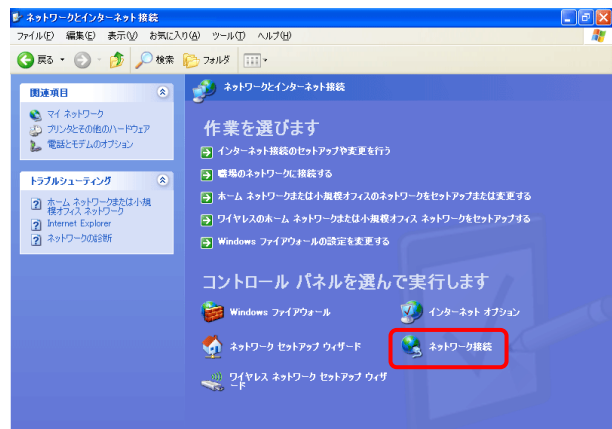 ネットワークとインターネット接続
ファイル(F) 編集(E) 表示(V) お気に入り(A) ツール(T) ヘルプ(H)
戻る 検索 フォルダ
関連項目
マイ ネットワーク
プリンタとその他のハードウェア
電話とモデムのオプション
トラブルシューティング
ホーム ネットワークまたは小規
模オフィス ネットワーク
Internet Explorer
ネットワークの診断
ネットワークとインターネット接続
作業を選びます
インターネット接続のセットアップや変更を行う
職場のネットワークに接続する
ホーム ネットワークまたは小規模オフィスのネットワークをセットアップまたは変更する
ワイヤレスのホーム ネットワークまたは小規模オフィス ネットワークをセットアップする
Windows ファイアウォールの設定を変更する
コントロール パネルを選んで実行します
Windows ファイアウォール
インターネット オプション
ネットワーク セットアップ ウィザード
ネットワーク接続
ワイヤレス ネットワーク セットアップ ウィザ
ード